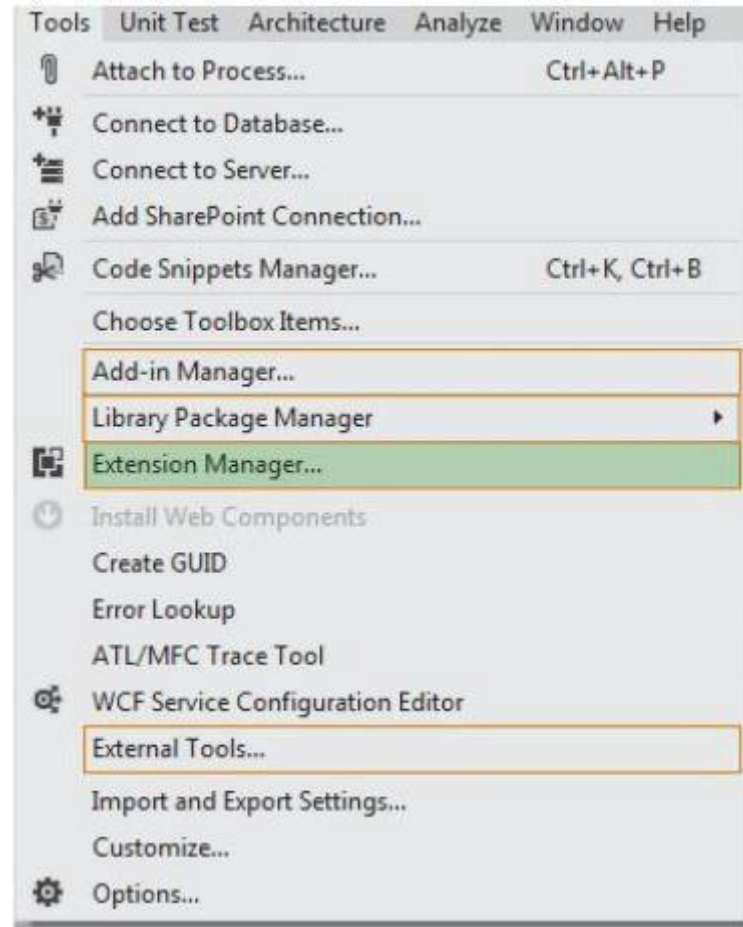 Tools Unit Test Architecture Analyze Window Help
Attach to Process... Ctrl+Alt+P
Connect to Database...
Connect to Server...
Add SharePoint Connection...
Code Snippets Manager... Ctrl+K, Ctrl+B
Choose Toolbox Items...
Add-in Manager...
Library Package Manager
Extension Manager...
Install Web Components
Create GUID
Error Lookup
ATL/MFC Trace Tool
WCF Service Configuration Editor
External Tools...
Import and Export Settings...
Customize...
Options...